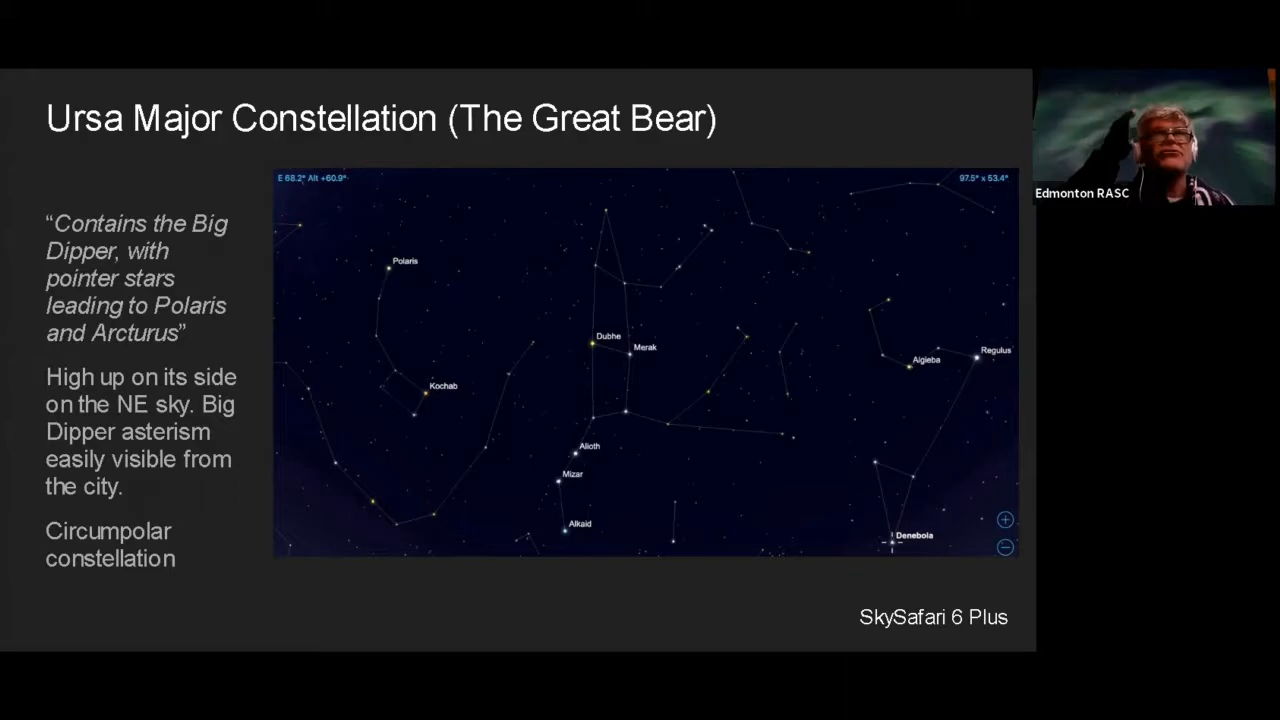 Ursa Major Constellation (The Great Bear)
E 68.2° Alt +60.9°
97.5° x 53.4°
Edmonton RASC
“Contains the Big
Dipper, with
pointer stars
leading to Polaris
and Arcturus”
High up on its side
on the NE sky. Big
Dipper asterism
easily visible from
the city.
Circumpolar
constellation
Polaris
Dubhe
Merak
Regulus
Algieba
Kochab
Alioth
Mizar
Alkaid
Denebola
SkySafari 6 Plus